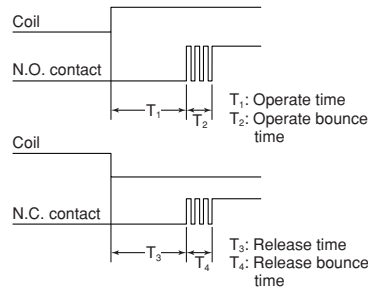 Coil
N.O. contact
T₁
T₂
T₁: Operate time
T₂: Operate bounce
time
Coil
N.C. contact
T₃
T₄
T₃: Release time
T₄: Release bounce
time